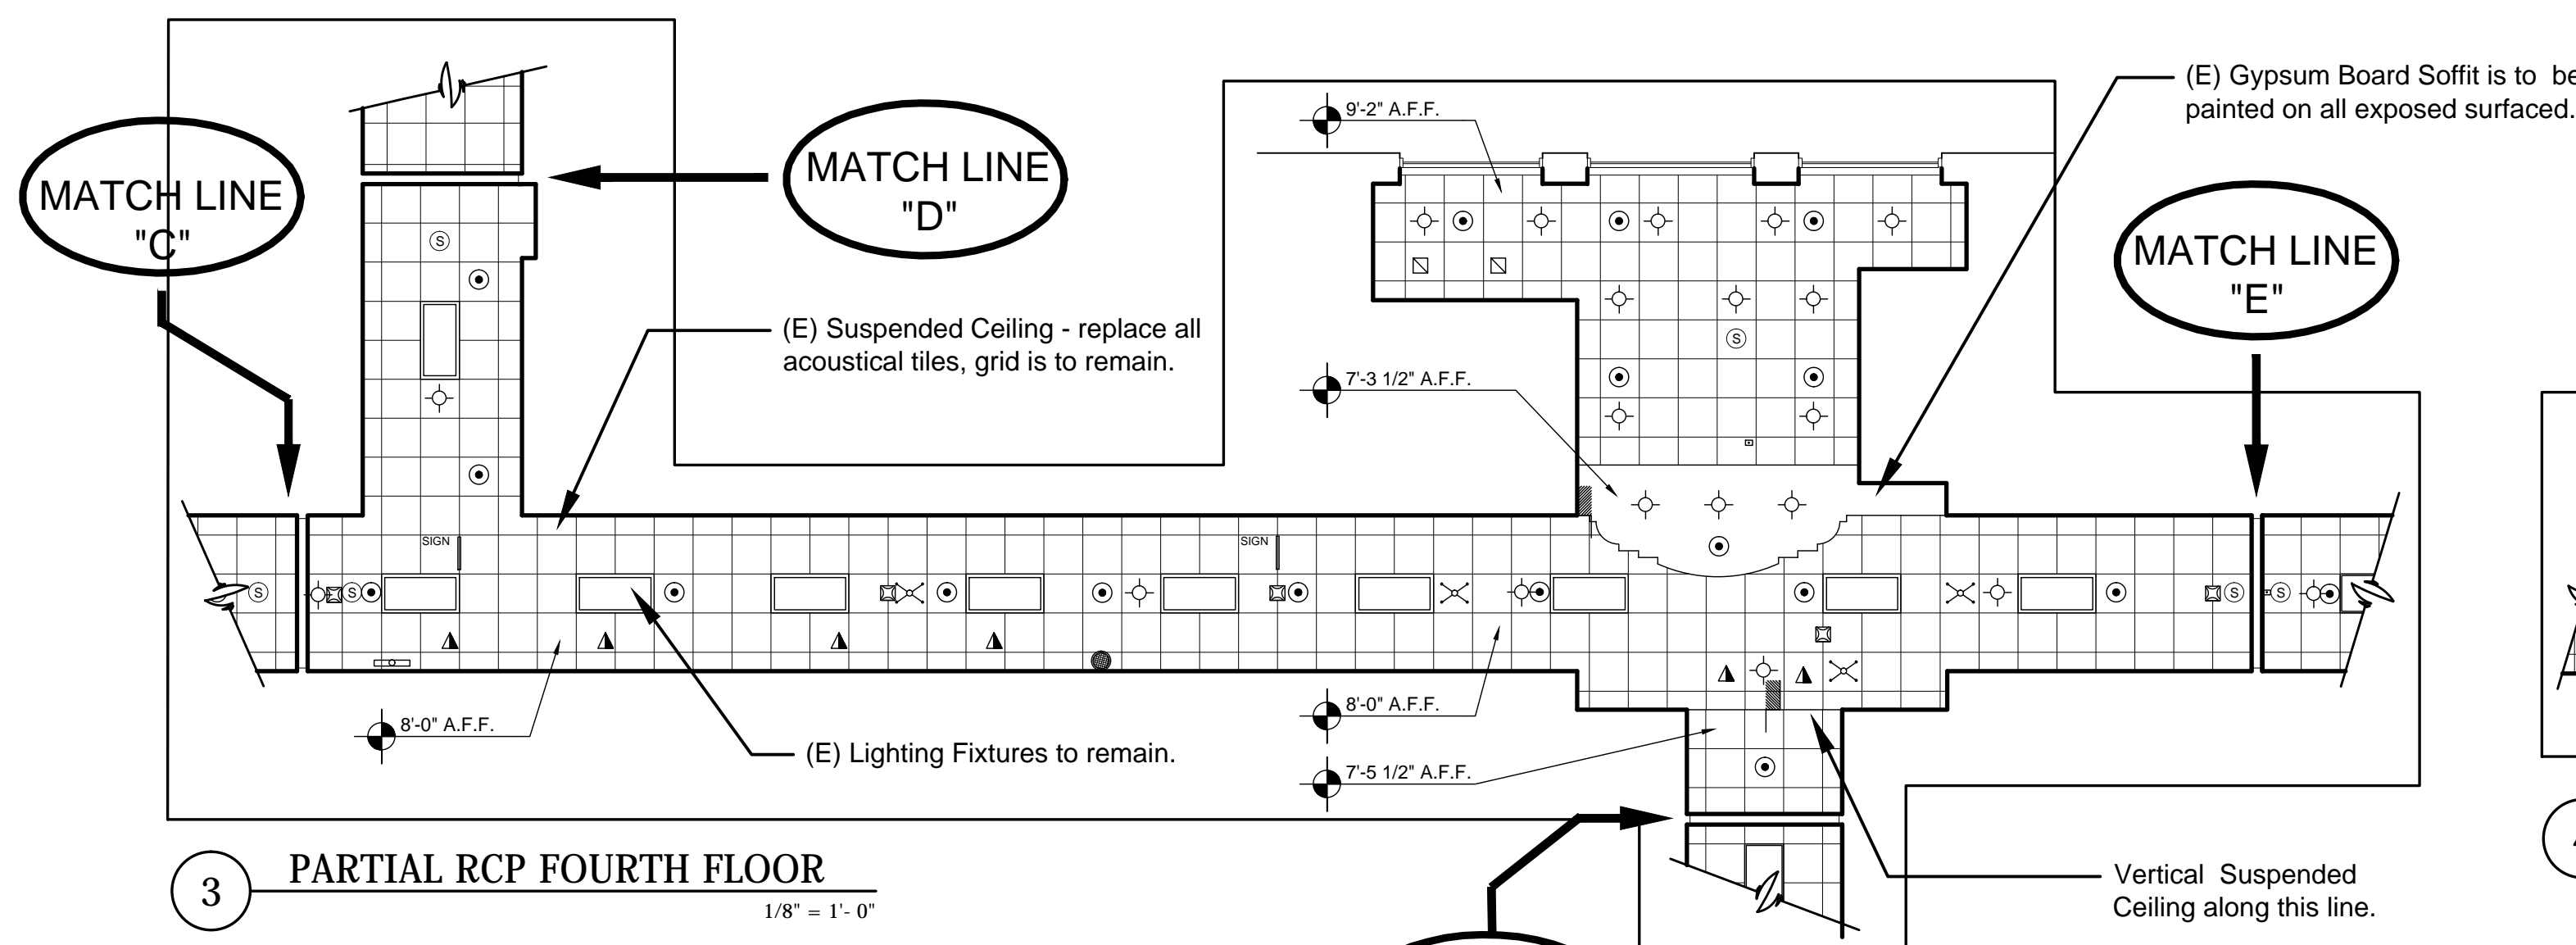 MATCH LINE
"C"
MATCH LINE
"D"
9'-2" A.F.F.
(E) Gypsum Board Soffit is to be
painted on all exposed surfaced.
MATCH LINE
"E"
S
(E) Suspended Ceiling - replace all
acoustical tiles, grid is to remain.
S
7'-3 1/2" A.F.F.
SIGN
SIGN
S
S
S
S
8'-0" A.F.F.
(E) Lighting Fixtures to remain.
8'-0" A.F.F.
7'-5 1/2" A.F.F.
3
PARTIAL RCP FOURTH FLOOR
1/8" = 1'- 0"
Vertical Suspended
Ceiling along this line.